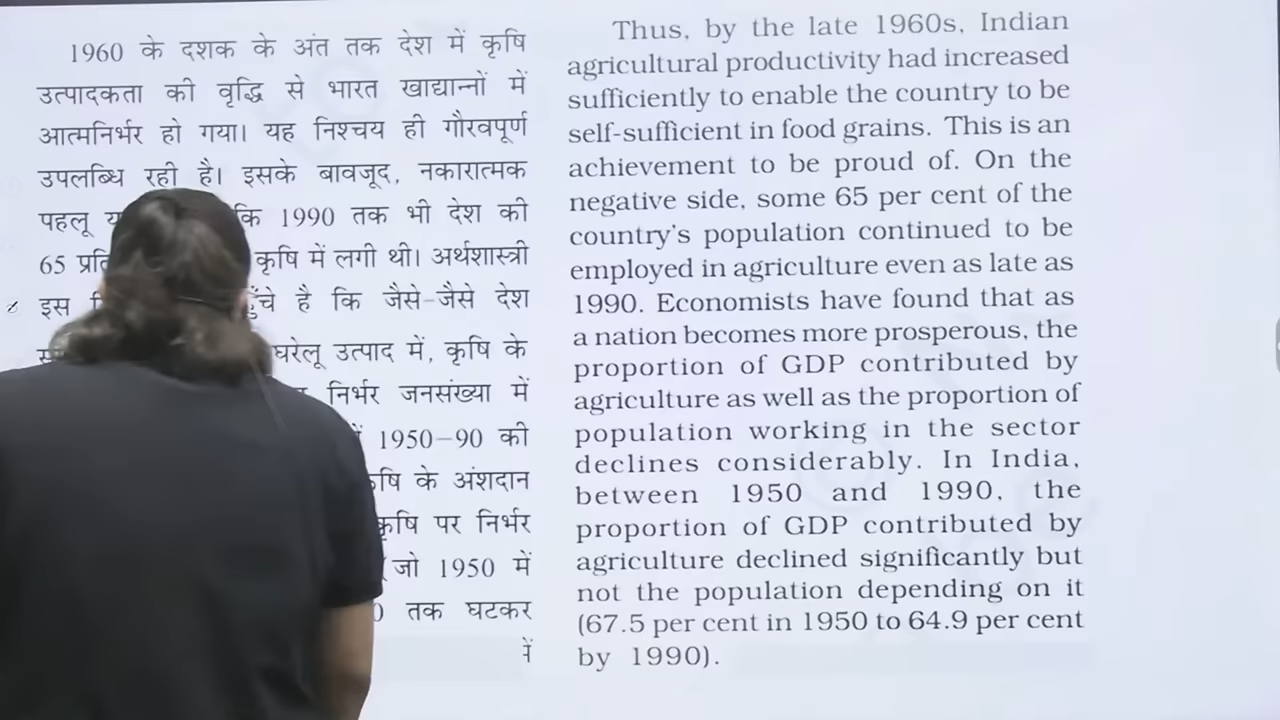 1960 के दशक के अंत तक देश में कृषि
उत्पादकता की वृद्धि से भारत खाद्यान्नों में
आत्मनिर्भर हो गया। यह निश्चय ही गौरवपूर्ण
उपलब्धि रही है। इसके बावजूद, नकारात्मक
पहलू कि 1990 तक भी देश की
65 कृषि में लगी थी। अर्थशास्त्री
इस है कि जैसे-जैसे देश
घरेलू उत्पाद में, कृषि के
निर्भर जनसंख्या में
1950-90 की
के अंशदान
कृषि पर निर्भर
(जो 1950 में
तक घटकर
Thus, by the late 1960s, Indian
agricultural productivity had increased
sufficiently to enable the country to be
self-sufficient in food grains. This is an
achievement to be proud of. On the
negative side, some 65 per cent of the
country's population continued to be
employed in agriculture even as late as
1990. Economists have found that as
a nation becomes more prosperous, the
proportion of GDP contributed by
agriculture as well as the proportion of
population working in the sector
declines considerably. In India,
between 1950 and 1990, the
proportion of GDP contributed by
agriculture declined significantly but
not the population depending on it
(67.5 per cent in 1950 to 64.9 per cent
by 1990).